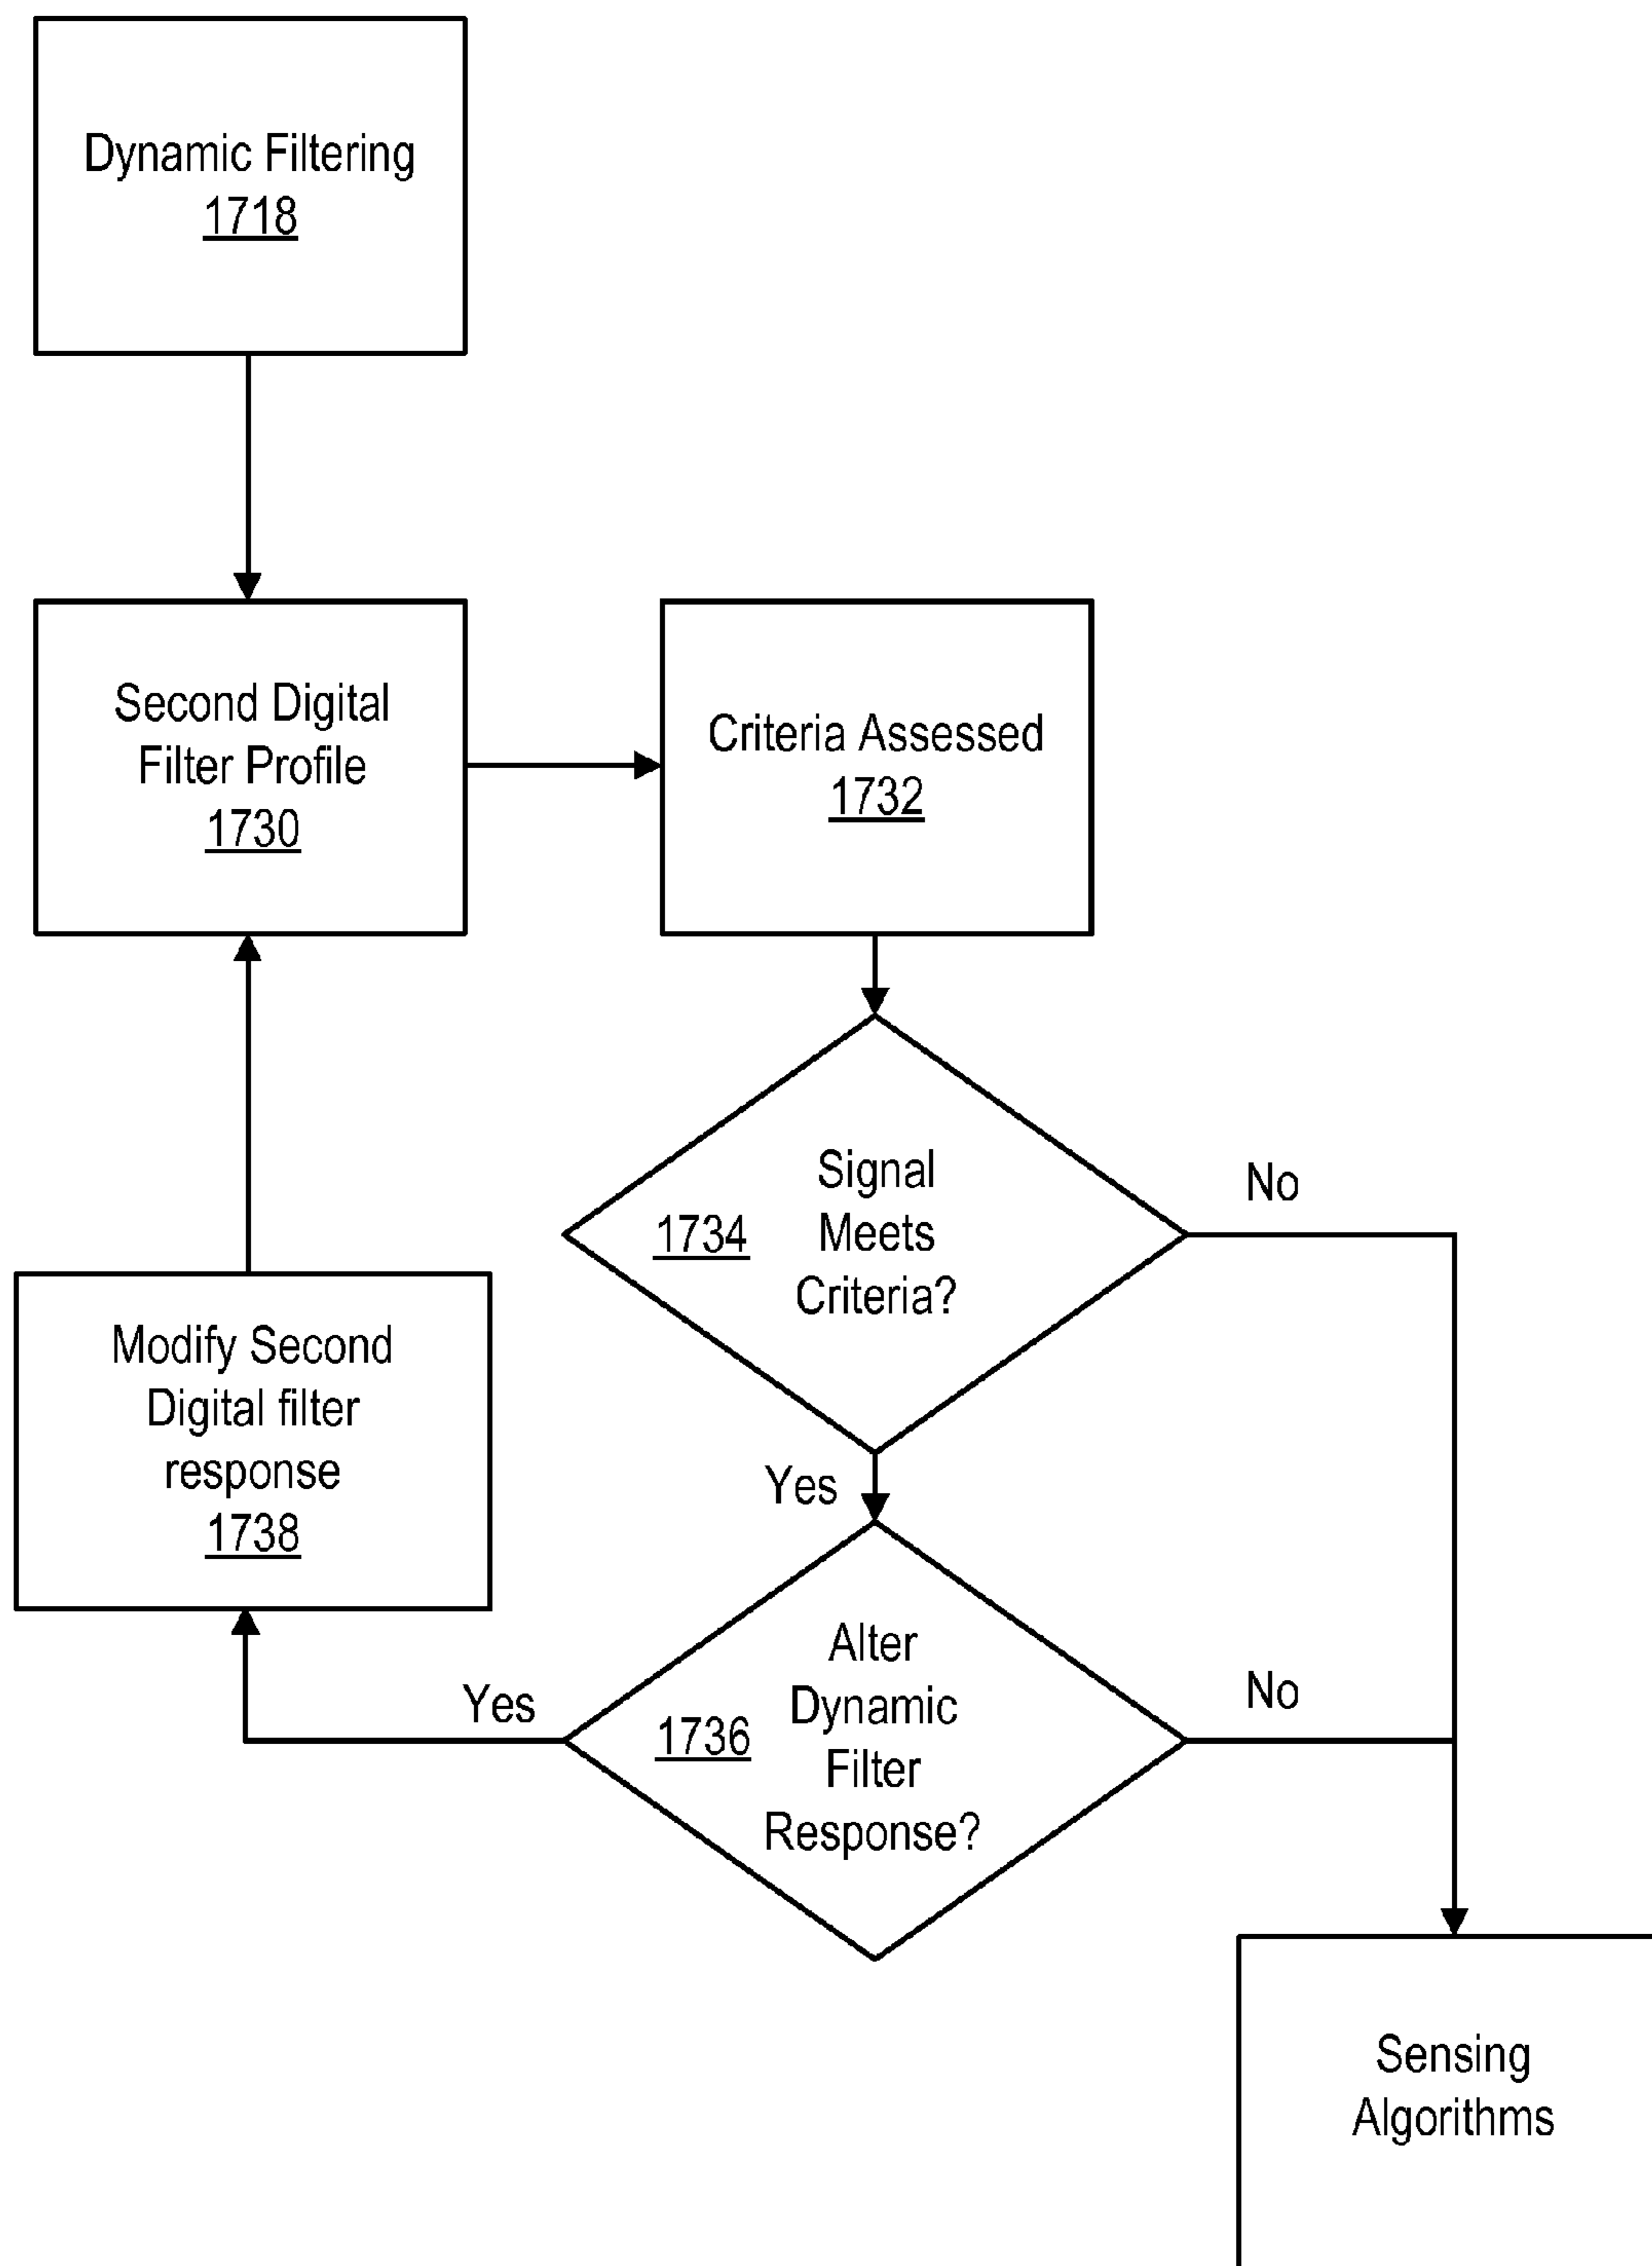 Dynamic Filtering
1718
Second Digital
Filter Profile
1730
Criteria Assessed
1732
Signal
Meets
Criteria?
1734
No
Yes
Modify Second
Digital filter
response
1738
Alter
Dynamic
Filter
Response?
1736
Yes
No
Sensing
Algorithms